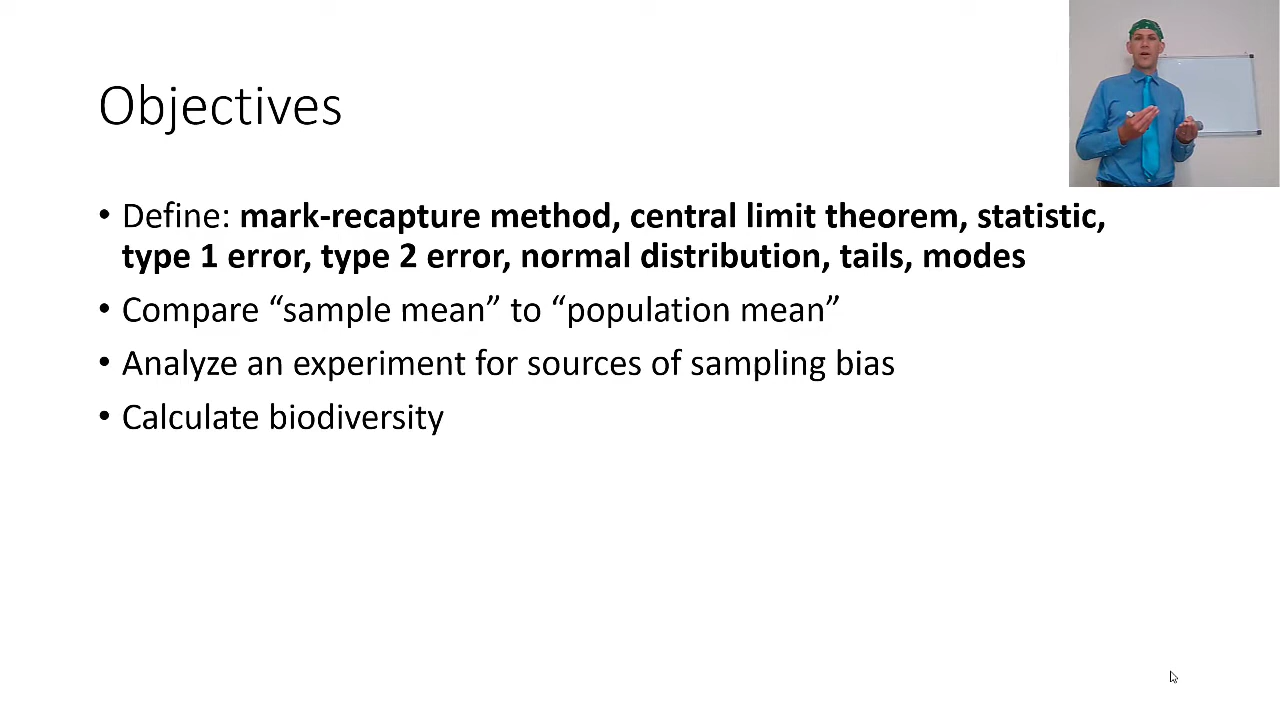 Objectives
• Define: mark-recapture method, central limit theorem, statistic,
type 1 error, type 2 error, normal distribution, tails, modes
• Compare “sample mean” to “population mean”
• Analyze an experiment for sources of sampling bias
• Calculate biodiversity